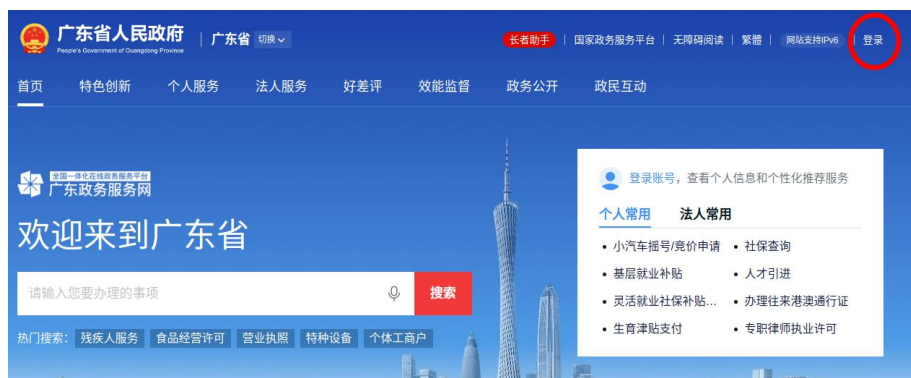 广东省人民政府 | 广东省 切换
People's Government of Guangdong Province
长者助手 | 国家政务服务平台 | 无障碍阅读 | 繁體 | 网站支持IPv6 | 登录
首页 特色创新 个人服务 法人服务 好差评 效能监督 政务公开 政民互动
全国一体化在线政务服务平台
广东政务服务网
欢迎来到广东省
请输入您要办理的事项 搜索
热门搜索: 残疾人服务 食品经营许可 营业执照 特种设备 个体工商户
登录账号，查看个人信息和个性化推荐服务
个人常用 法人常用
• 小汽车摇号/竞价申请 • 社保查询
• 基层就业补贴 • 人才引进
• 灵活就业社保补贴... • 办理往来港澳通行证
• 生育津贴支付 • 专职律师执业许可